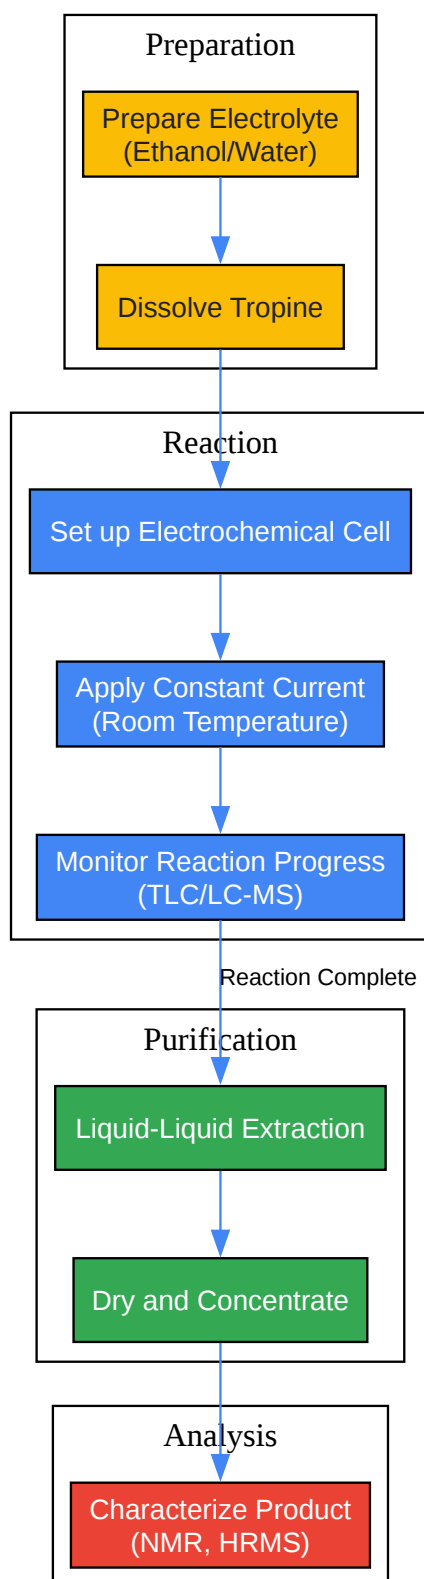 Preparation
Prepare Electrolyte
(Ethanol/Water)
Dissolve Tropine
Reaction
Set up Electrochemical Cell
Apply Constant Current
(Room Temperature)
Monitor Reaction Progress
(TLC/LC-MS)
Reaction Complete
Purification
Liquid-Liquid Extraction
Dry and Concentrate
Analysis
Characterize Product
(NMR, HRMS)